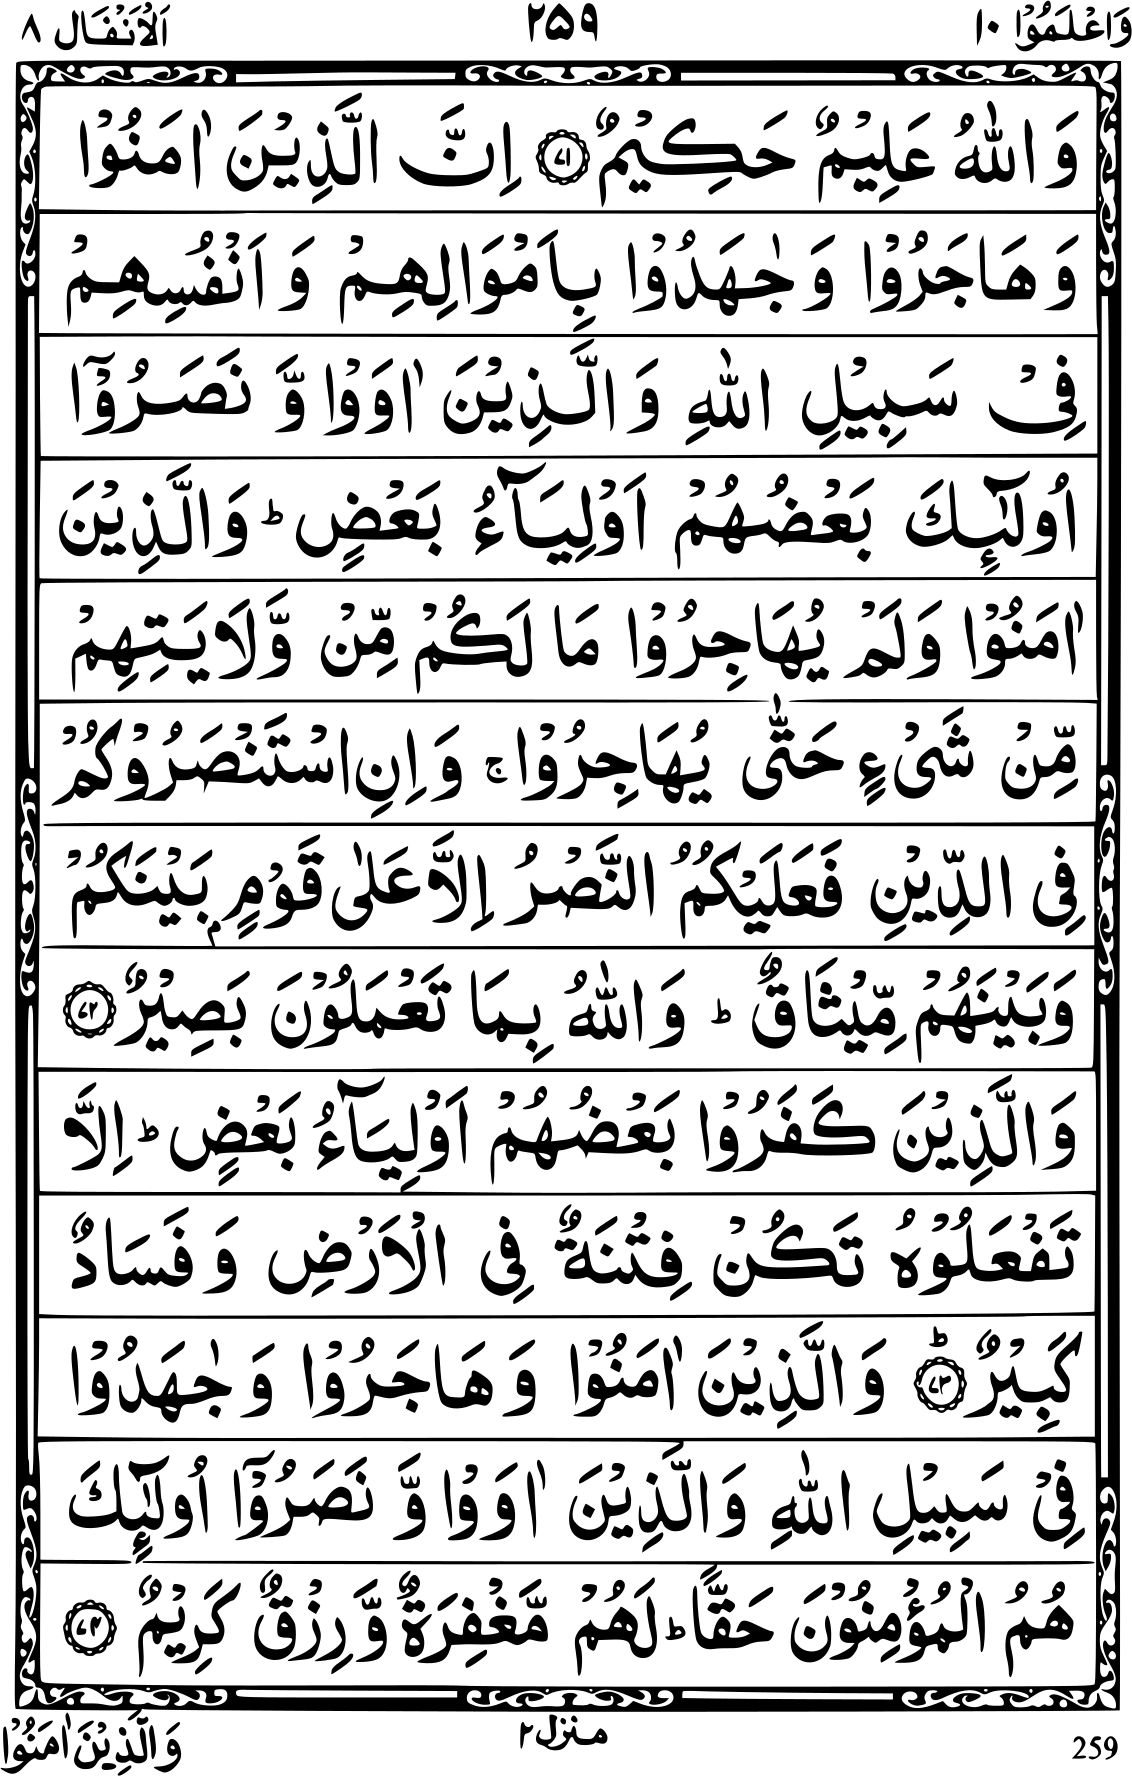 وَاعْلَمُوْٓا ١٠ ٢٥٩ اَلْاَنْفَال ٨
وَ اللّٰهُ عَلِيْمٌ حَكِيْمٌ ﴿٧١﴾ اِنَّ الَّذِيْنَ اٰمَنُوْا
وَ هَاجَرُوْا وَ جٰهَدُوْا بِاَمْوَالِهِمْ وَ اَنْفُسِهِمْ
فِيْ سَبِيْلِ اللّٰهِ وَ الَّذِيْنَ اٰوَوْا وَّ نَصَرُوْٓا
اُولٰٓئِكَ بَعْضُهُمْ اَوْلِيَآءُ بَعْضٍ ؕ وَالَّذِيْنَ
اٰمَنُوْا وَلَمْ يُهَاجِرُوْا مَا لَكُمْ مِّنْ وَّلَايَتِهِمْ
مِّنْ شَيْءٍ حَتّٰى يُهَاجِرُوْا ۚ وَاِنِ اسْتَنْصَرُوْكُمْ
فِي الدِّيْنِ فَعَلَيْكُمُ النَّصْرُ اِلَّا عَلٰى قَوْمٍۭ بَيْنَكُمْ
وَبَيْنَهُمْ مِّيْثَاقٌ ؕ وَ اللّٰهُ بِمَا تَعْمَلُوْنَ بَصِيْرٌ ﴿٧٢﴾
وَالَّذِيْنَ كَفَرُوْا بَعْضُهُمْ اَوْلِيَآءُ بَعْضٍ ؕ اِلَّا
تَفْعَلُوْهُ تَكُنْ فِتْنَةٌ فِي الْاَرْضِ وَ فَسَادٌ
كَبِيْرٌ ؕ﴿٧٣﴾ وَ الَّذِيْنَ اٰمَنُوْا وَ هَاجَرُوْا وَ جٰهَدُوْا
فِيْ سَبِيْلِ اللّٰهِ وَالَّذِيْنَ اٰوَوْا وَّ نَصَرُوْٓا اُولٰٓئِكَ
هُمُ الْمُؤْمِنُوْنَ حَقًّا ؕ لَهُمْ مَّغْفِرَةٌ وَّ رِزْقٌ كَرِيْمٌ ﴿٧٤﴾
259 منزل٢ وَالَّذِيْنَ اٰمَنُوْا